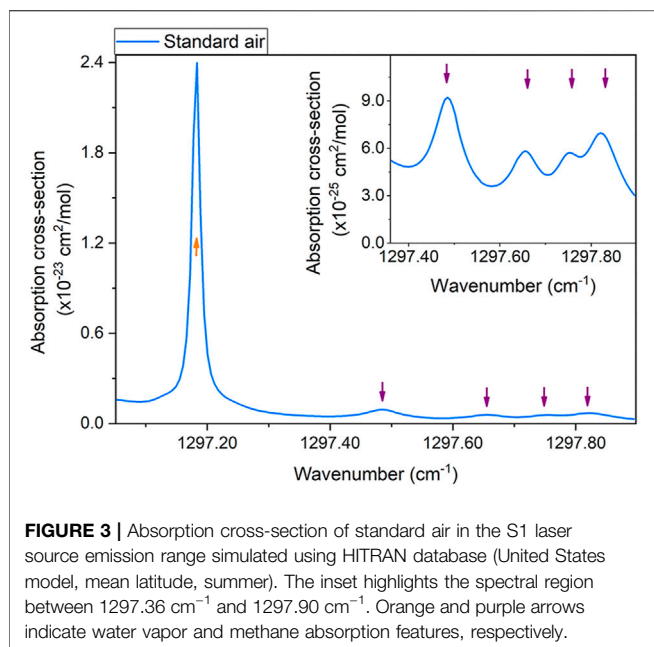 Standard air
2.4
1.8
1.2
0.6
0.0
Absorption cross-section
(x10⁻²³ cm²/mol)
1297.20
1297.40
1297.60
1297.80
Wavenumber (cm⁻¹)
9.0
6.0
3.0
0.0
Absorption cross-section
(x10⁻²⁵ cm²/mol)
1297.40
1297.60
1297.80
Wavenumber (cm⁻¹)
FIGURE 3 | Absorption cross-section of standard air in the S1 laser
source emission range simulated using HITRAN database (United States
model, mean latitude, summer). The inset highlights the spectral region
between 1297.36 cm⁻¹ and 1297.90 cm⁻¹. Orange and purple arrows
indicate water vapor and methane absorption features, respectively.